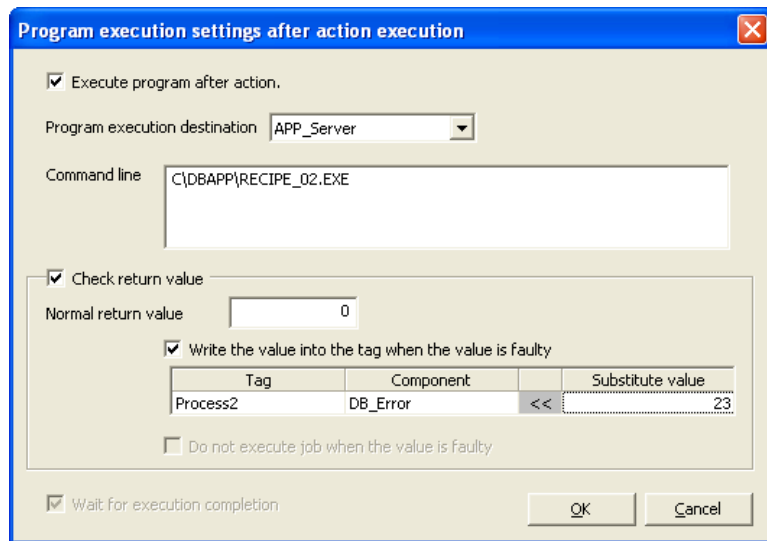 Program execution settings after action execution
Execute program after action.
Program execution destination APP_Server
Command line C\DBAPP\RECIPE_02.EXE
Check return value
Normal return value 0
Write the value into the tag when the value is faulty
Tag Component Substitute value
Process2 DB_Error << 23
Do not execute job when the value is faulty
Wait for execution completion OK Cancel